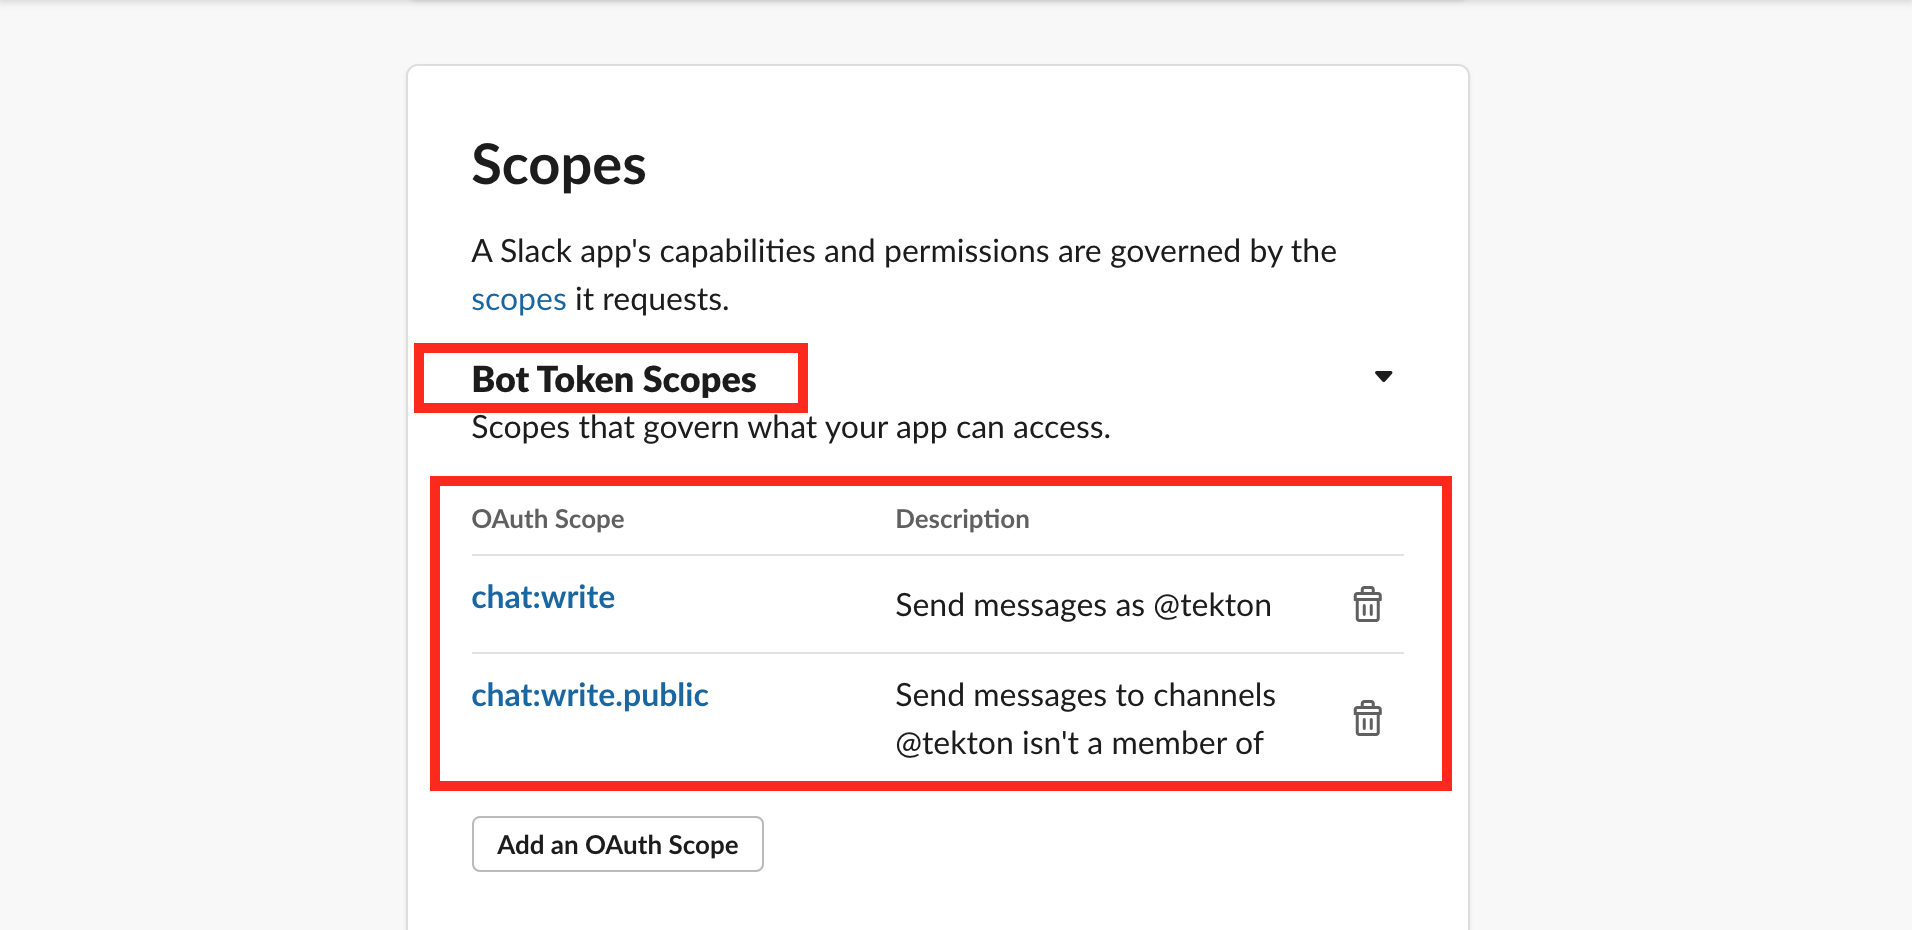 Scopes
A Slack app's capabilities and permissions are governed by the
scopes it requests.
Bot Token Scopes
Scopes that govern what your app can access.
OAuth Scope Description
chat:write Send messages as @tekton
chat:write.public Send messages to channels
@tekton isn't a member of
Add an OAuth Scope